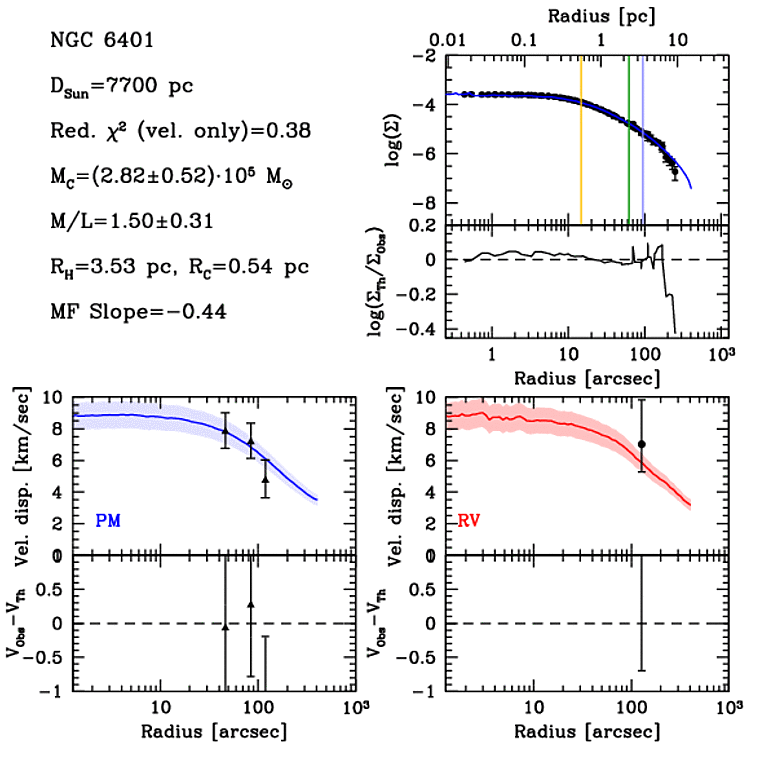 NGC 6401
D_Sun=7700 pc
Red. χ² (vel. only)=0.38
M_C=(2.82±0.52)·10⁵ M_⊙
M/L=1.50±0.31
R_H=3.53 pc, R_C=0.54 pc
MF Slope=−0.44
Radius [pc]
0.01 0.1 1 10
−2
−4
−6
−8
log(Σ)
0.2
0
−0.2
−0.4
log(Σ_Th/Σ_Obs)
1 10 100 10³
Radius [arcsec]
10
8
6
4
2
0
Vel. disp. [km/sec]
PM
0.5
0
−0.5
−1
V_Obs−V_Th
10 100 10³
Radius [arcsec]
10
8
6
4
2
0
Vel. disp. [km/sec]
RV
0.5
0
−0.5
−1
V_Obs−V_Th
10 100 10³
Radius [arcsec]